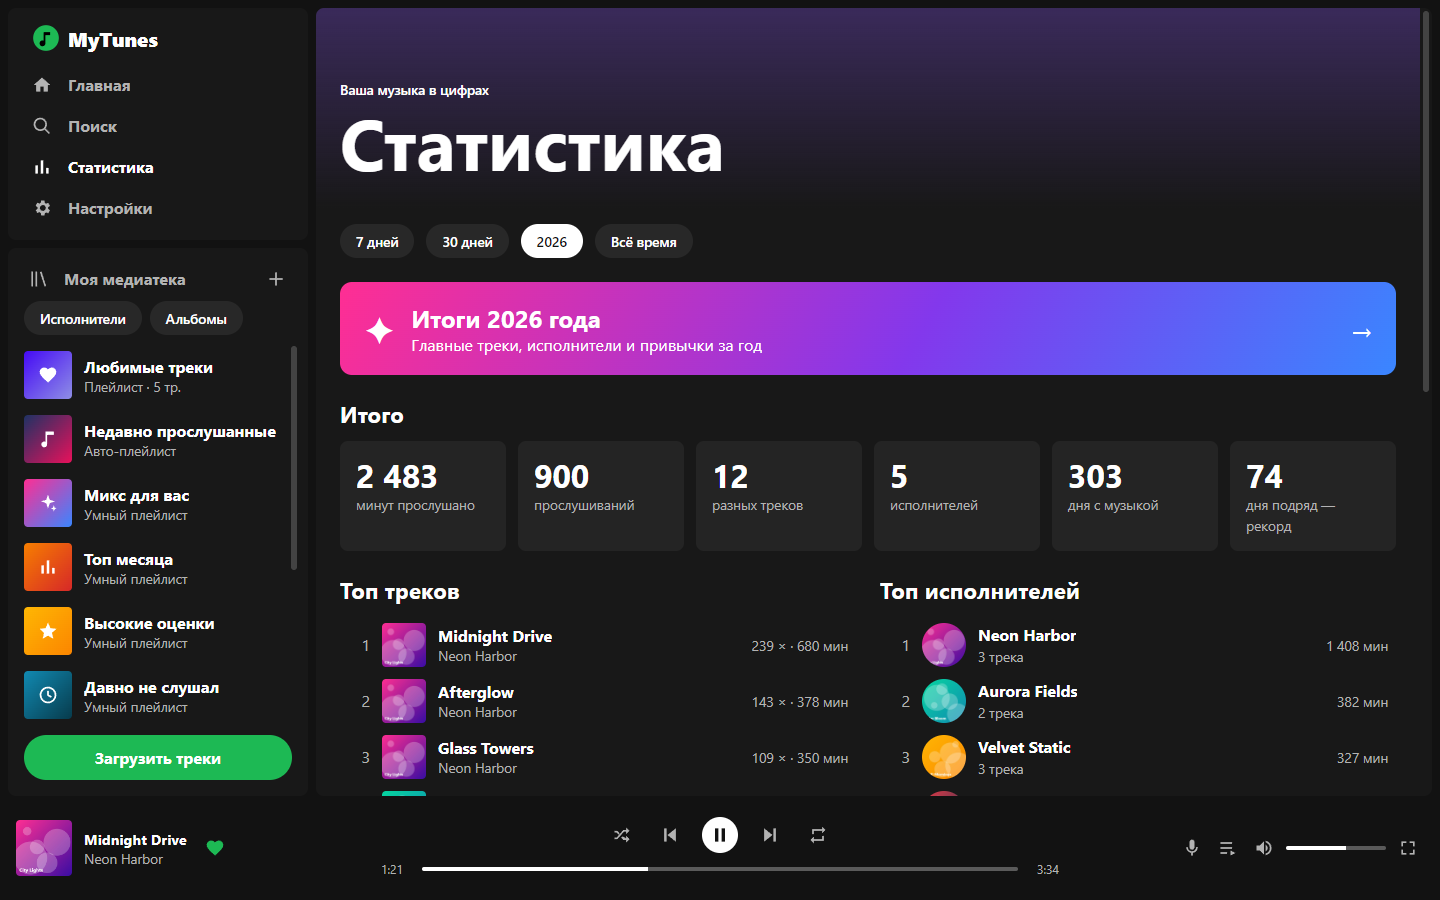 MyTunes
Главная
Поиск
Статистика
Настройки
Моя медиатека
Исполнители
Альбомы
Любимые треки
Плейлист · 5 тр.
Недавно прослушанные
Авто-плейлист
Микс для вас
Умный плейлист
Топ месяца
Умный плейлист
Высокие оценки
Умный плейлист
Давно не слушал
Умный плейлист
Загрузить треки
Ваша музыка в цифрах
Статистика
7 дней
30 дней
2026
Всё время
Итоги 2026 года
Главные треки, исполнители и привычки за год
→
Итого
2 483
минут прослушано
900
прослушиваний
12
разных треков
5
исполнителей
303
дня с музыкой
74
дня подряд —
рекорд
Топ треков
1
Midnight Drive
Neon Harbor
239 × · 680 мин
2
Afterglow
Neon Harbor
143 × · 378 мин
3
Glass Towers
Neon Harbor
109 × · 350 мин
Топ исполнителей
1
Neon Harbor
3 трека
1 408 мин
2
Aurora Fields
2 трека
382 мин
3
Velvet Static
3 трека
327 мин
City Lights
Midnight Drive
Neon Harbor
1:21
3:34